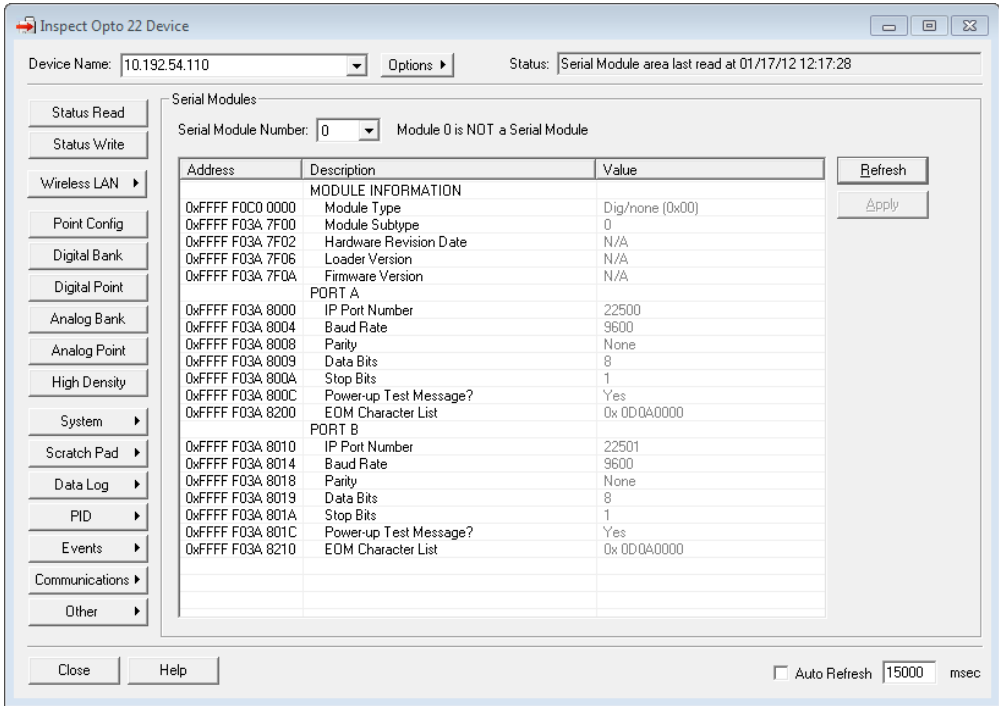 Inspect Opto 22 Device
Device Name: 10.192.54.110 Options Status: Serial Module area last read at 01/17/12 12:17:28
Status Read
Status Write
Wireless LAN
Point Config
Digital Bank
Digital Point
Analog Bank
Analog Point
High Density
System
Scratch Pad
Data Log
PID
Events
Communications
Other
Serial Modules
Serial Module Number: 0 Module 0 is NOT a Serial Module
Address Description Value
MODULE INFORMATION
0xFFFF F0C0 0000 Module Type Dig/none (0x00)
0xFFFF F03A 7F00 Module Subtype 0
0xFFFF F03A 7F02 Hardware Revision Date N/A
0xFFFF F03A 7F06 Loader Version N/A
0xFFFF F03A 7F0A Firmware Version N/A
PORT A
0xFFFF F03A 8000 IP Port Number 22500
0xFFFF F03A 8004 Baud Rate 9600
0xFFFF F03A 8008 Parity None
0xFFFF F03A 8009 Data Bits 8
0xFFFF F03A 800A Stop Bits 1
0xFFFF F03A 800C Power-up Test Message? Yes
0xFFFF F03A 8200 EOM Character List 0x 0D0A0000
PORT B
0xFFFF F03A 8010 IP Port Number 22501
0xFFFF F03A 8014 Baud Rate 9600
0xFFFF F03A 8018 Parity None
0xFFFF F03A 8019 Data Bits 8
0xFFFF F03A 801A Stop Bits 1
0xFFFF F03A 801C Power-up Test Message? Yes
0xFFFF F03A 8210 EOM Character List 0x 0D0A0000
Refresh
Apply
Close Help Auto Refresh 15000 msec